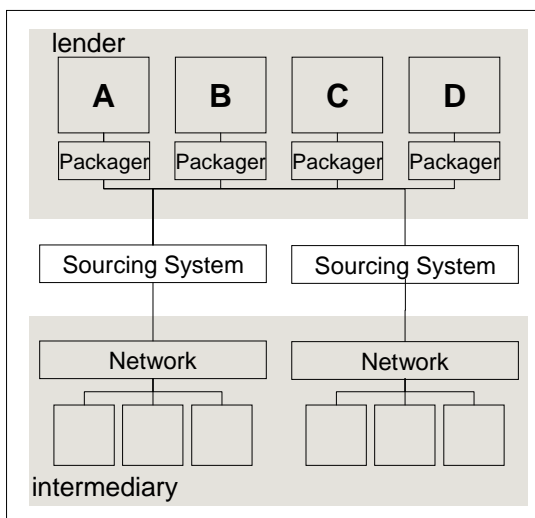 lender
A B C D
Packager Packager Packager Packager
Sourcing System Sourcing System
Network Network
intermediary